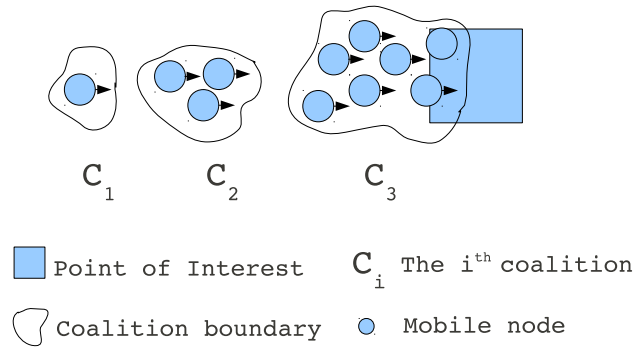 C1 C2 C3
Point of Interest Ci The ith coalition
Coalition boundary Mobile node